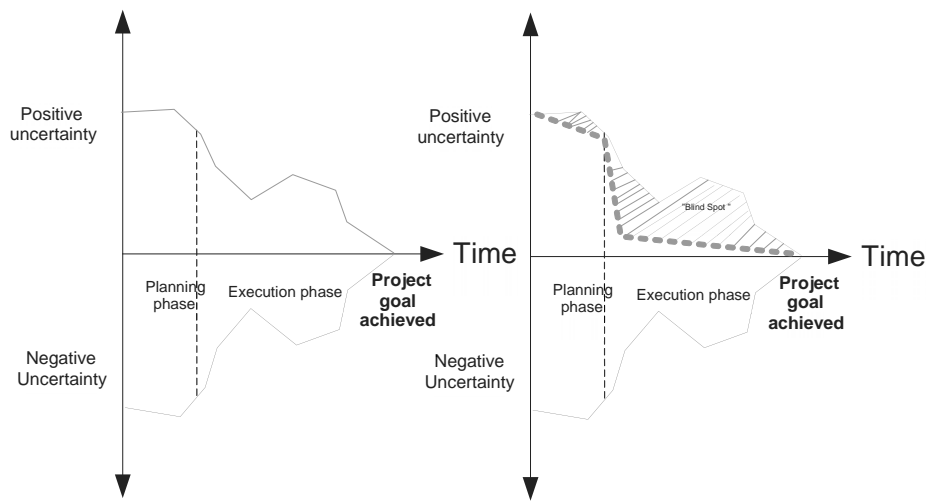 Positive
uncertainty
Time
Planning
phase
Execution phase
Project
goal
achieved
Negative
Uncertainty
Positive
uncertainty
"Blind Spot "
Time
Planning
phase
Execution phase
Project
goal
achieved
Negative
Uncertainty